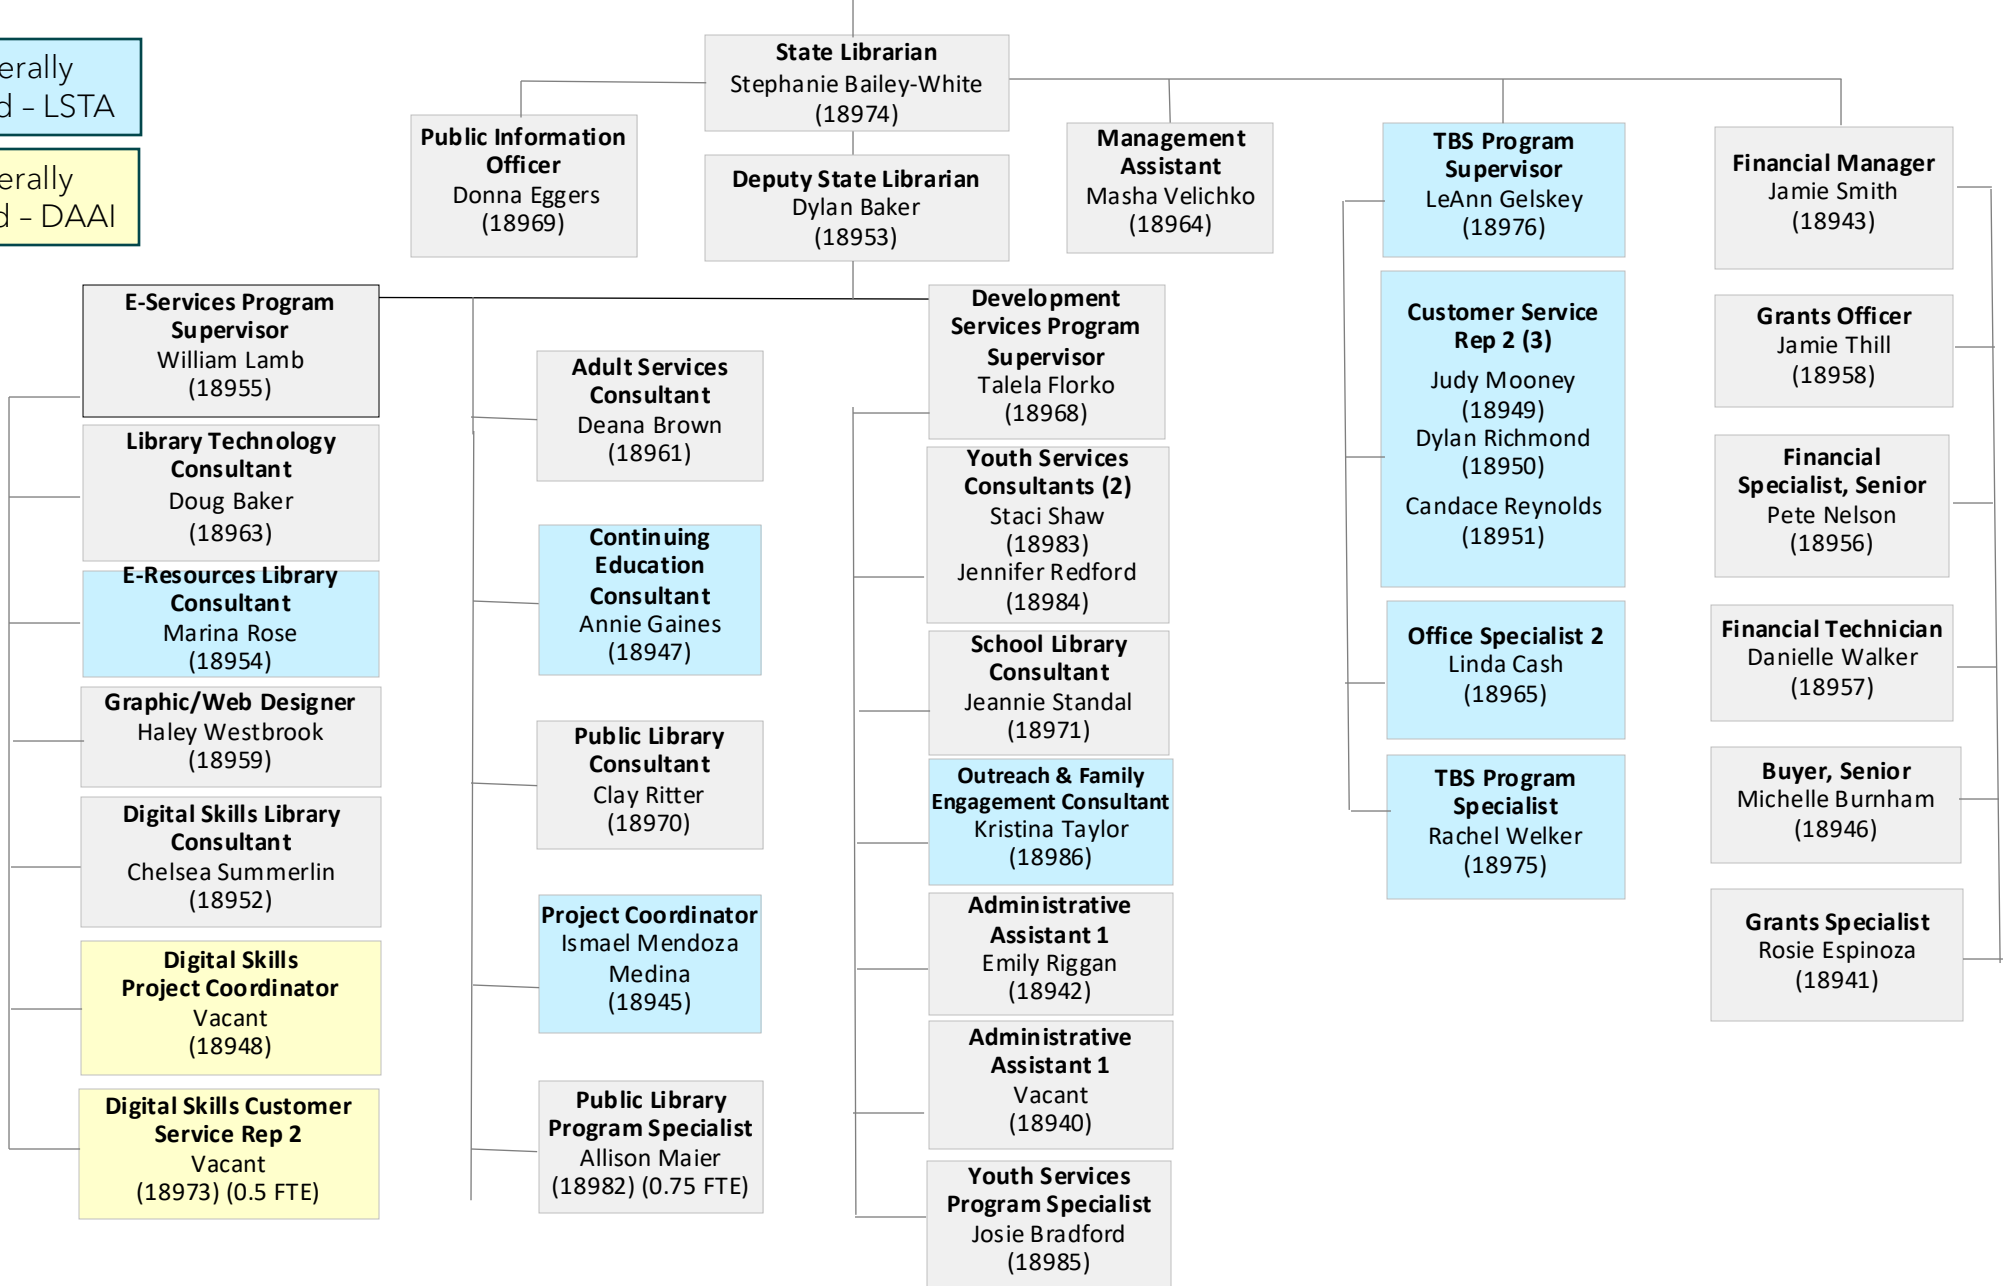 erally
d – LSTA
erally
d – DAAI
State Librarian
Stephanie Bailey-White
(18974)
Public Information
Officer
Donna Eggers
(18969)
Deputy State Librarian
Dylan Baker
(18953)
Management
Assistant
Masha Velichko
(18964)
TBS Program
Supervisor
LeAnn Gelskey
(18976)
Financial Manager
Jamie Smith
(18943)
E-Services Program
Supervisor
William Lamb
(18955)
Library Technology
Consultant
Doug Baker
(18963)
E-Resources Library
Consultant
Marina Rose
(18954)
Graphic/Web Designer
Haley Westbrook
(18959)
Digital Skills Library
Consultant
Chelsea Summerlin
(18952)
Digital Skills
Project Coordinator
Vacant
(18948)
Digital Skills Customer
Service Rep 2
Vacant
(18973) (0.5 FTE)
Adult Services
Consultant
Deana Brown
(18961)
Continuing
Education
Consultant
Annie Gaines
(18947)
Public Library
Consultant
Clay Ritter
(18970)
Project Coordinator
Ismael Mendoza
Medina
(18945)
Public Library
Program Specialist
Allison Maier
(18982) (0.75 FTE)
Development
Services Program
Supervisor
Talela Florko
(18968)
Youth Services
Consultants (2)
Staci Shaw
(18983)
Jennifer Redford
(18984)
School Library
Consultant
Jeannie Standal
(18971)
Outreach & Family
Engagement Consultant
Kristina Taylor
(18986)
Administrative
Assistant 1
Emily Riggan
(18942)
Administrative
Assistant 1
Vacant
(18940)
Youth Services
Program Specialist
Josie Bradford
(18985)
Customer Service
Rep 2 (3)
Judy Mooney
(18949)
Dylan Richmond
(18950)
Candace Reynolds
(18951)
Office Specialist 2
Linda Cash
(18965)
TBS Program
Specialist
Rachel Welker
(18975)
Grants Officer
Jamie Thill
(18958)
Financial
Specialist, Senior
Pete Nelson
(18956)
Financial Technician
Danielle Walker
(18957)
Buyer, Senior
Michelle Burnham
(18946)
Grants Specialist
Rosie Espinoza
(18941)